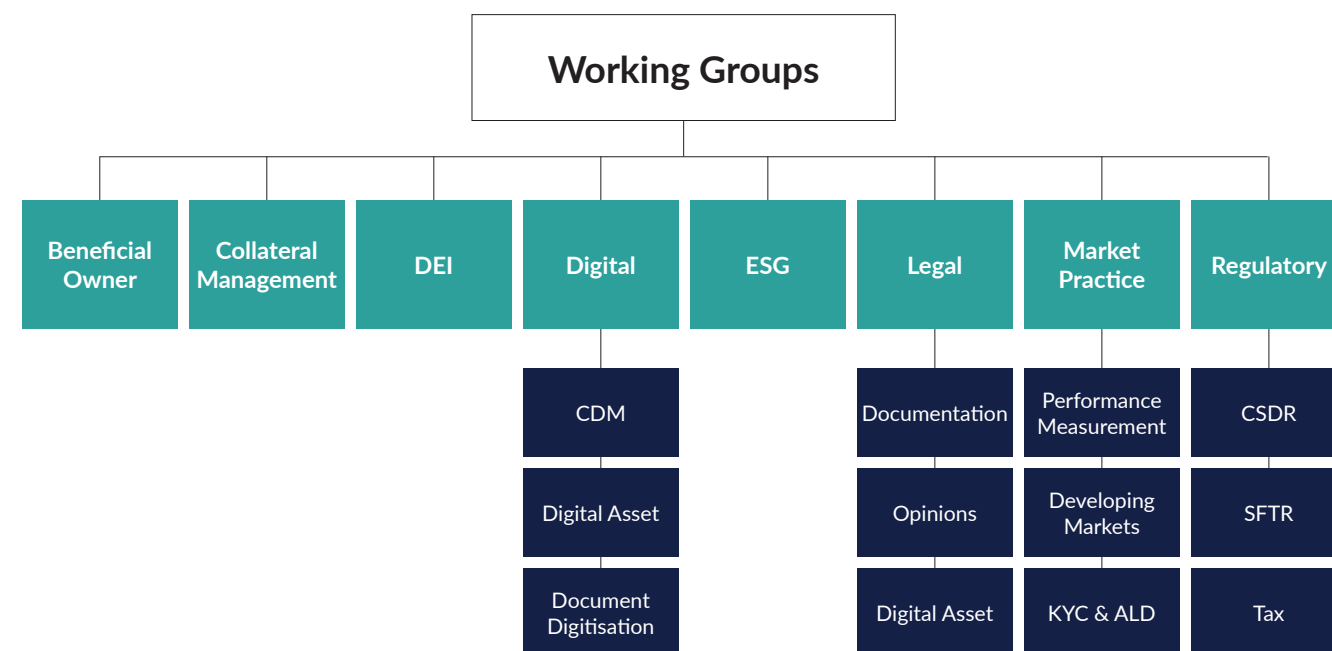 Working Groups
Beneficial
Owner
Collateral
Management
DEI
Digital
ESG
Legal
Market
Practice
Regulatory
CDM
Digital Asset
Document
Digitisation
Documentation
Opinions
Digital Asset
Performance
Measurement
Developing
Markets
KYC & ALD
CSDR
SFTR
Tax